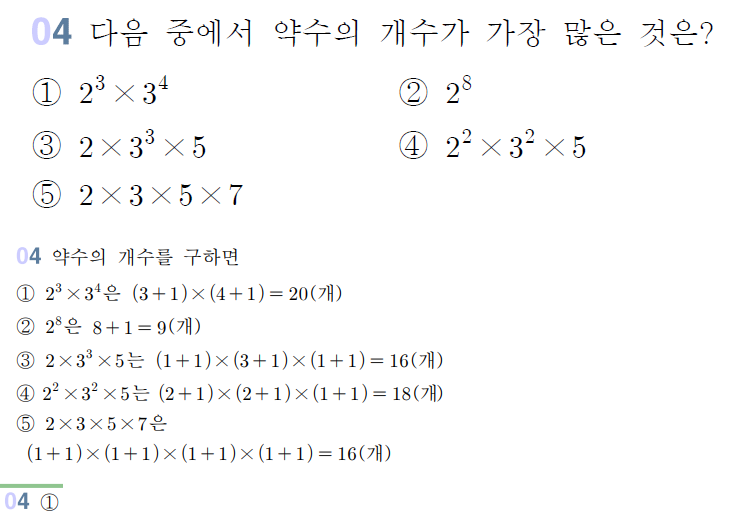 04 다음 중에서 약수의 개수가 가장 많은 것은?
① 2³×3⁴ ② 2⁸
③ 2×3³×5 ④ 2²×3²×5
⑤ 2×3×5×7
04 약수의 개수를 구하면
① 2³×3⁴은 (3+1)×(4+1)=20(개)
② 2⁸은 8+1=9(개)
③ 2×3³×5는 (1+1)×(3+1)×(1+1)=16(개)
④ 2²×3²×5는 (2+1)×(2+1)×(1+1)=18(개)
⑤ 2×3×5×7은
(1+1)×(1+1)×(1+1)×(1+1)=16(개)
04 ①